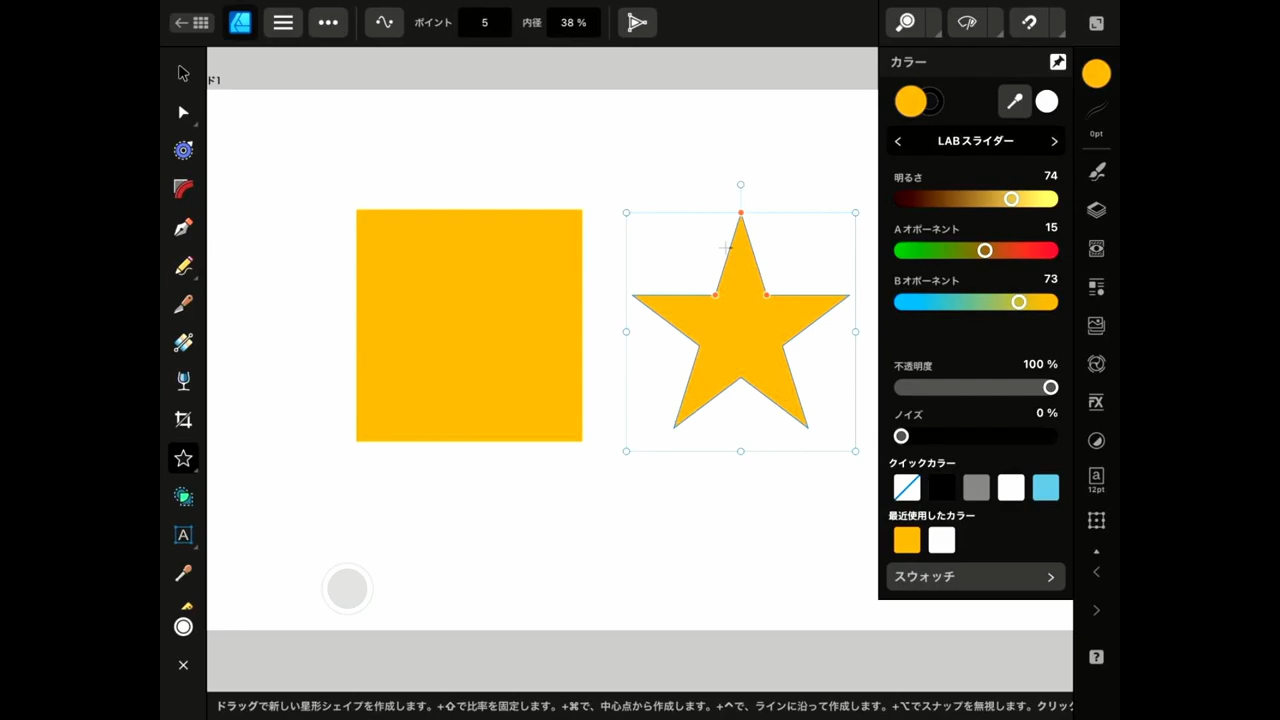 ポイント 5 内径 38 %
ド1
カラー
LABスライダー
明るさ 74
Aオポーネント 15
Bオポーネント 73
不透明度 100 %
ノイズ 0 %
クイックカラー
最近使用したカラー
スウォッチ
0pt
a
12pt
A
FX
?
ドラッグで新しい星形シェイプを作成します。+⇧で比率を固定します。+⌘で、中心点から作成します。+^で、ラインに沿って作成します。+⌥でスナップを無視します。クリック